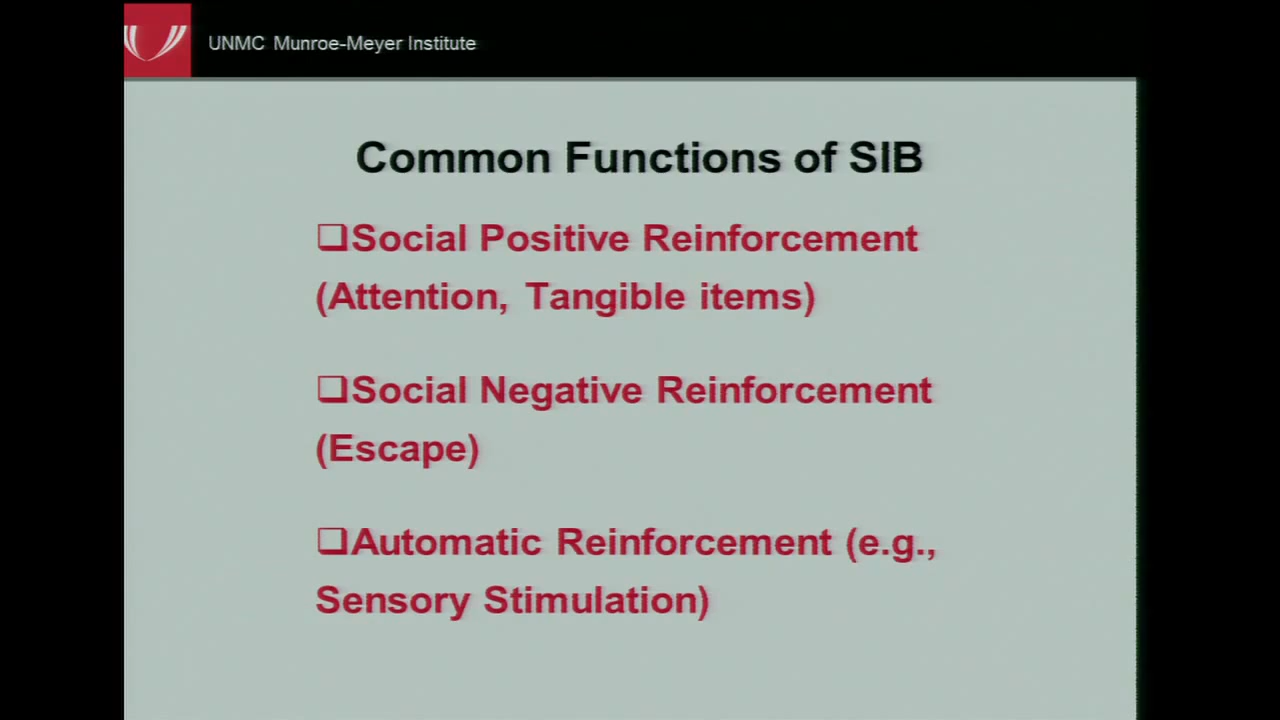 UNMC Munroe-Meyer Institute
Common Functions of SIB
❑Social Positive Reinforcement
(Attention, Tangible items)
❑Social Negative Reinforcement
(Escape)
❑Automatic Reinforcement (e.g.,
Sensory Stimulation)